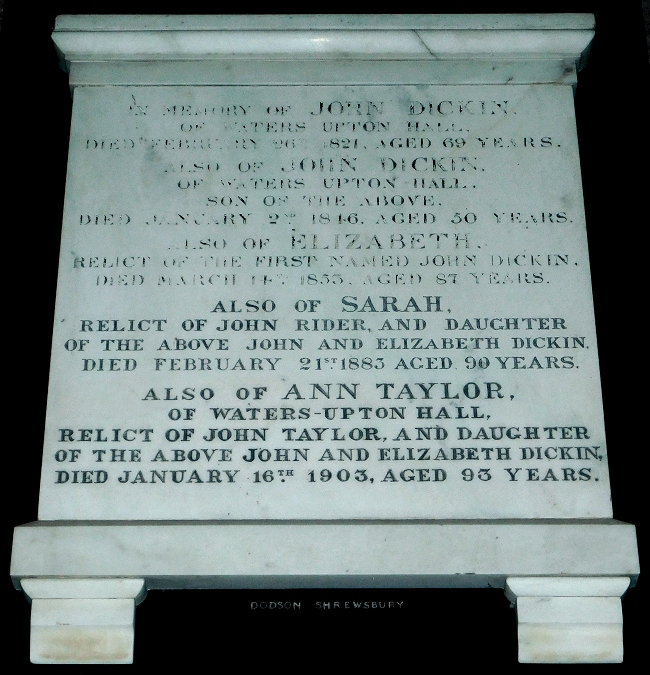 IN MEMORY OF JOHN DICKIN.
OF WATERS UPTON HALL.
DIED FEBRUARY 26TH 1821, AGED 69 YEARS.
ALSO OF JOHN DICKIN.
OF WATERS UPTON HALL.
SON OF THE ABOVE.
DIED JANUARY 2ND 1846, AGED 50 YEARS.
ALSO OF ELIZABETH.
RELICT OF THE FIRST NAMED JOHN DICKIN.
DIED MARCH 14TH 1853, AGED 87 YEARS.
ALSO OF SARAH,
RELICT OF JOHN RIDER, AND DAUGHTER
OF THE ABOVE JOHN AND ELIZABETH DICKIN.
DIED FEBRUARY 21ST 1883 AGED 90 YEARS.
ALSO OF ANN TAYLOR,
OF WATERS-UPTON HALL,
RELICT OF JOHN TAYLOR, AND DAUGHTER
OF THE ABOVE JOHN AND ELIZABETH DICKIN,
DIED JANUARY 16TH 1903, AGED 93 YEARS.
DODSON SHREWSBURY